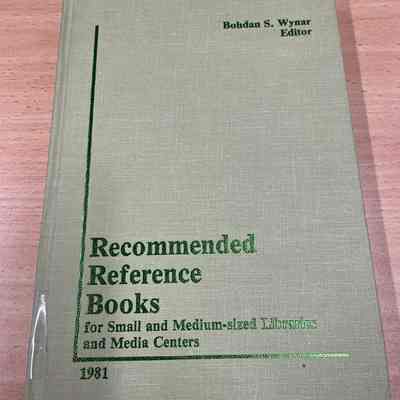 Bohdan S. Wynar
Editor
Recommended
Reference
Books
for Small and Medium-sized Libraries
and Media Centers
1981